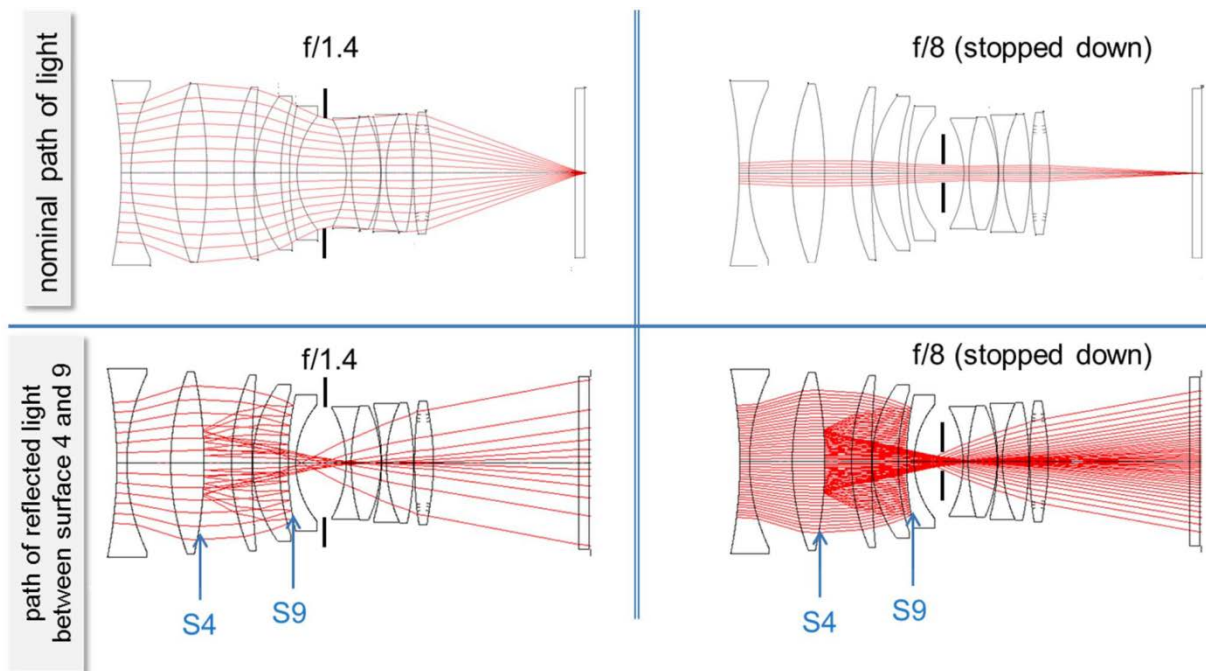 nominal path of light
f/1.4
f/8 (stopped down)
path of reflected light
between surface 4 and 9
f/1.4
f/8 (stopped down)
S4
S9
S4
S9